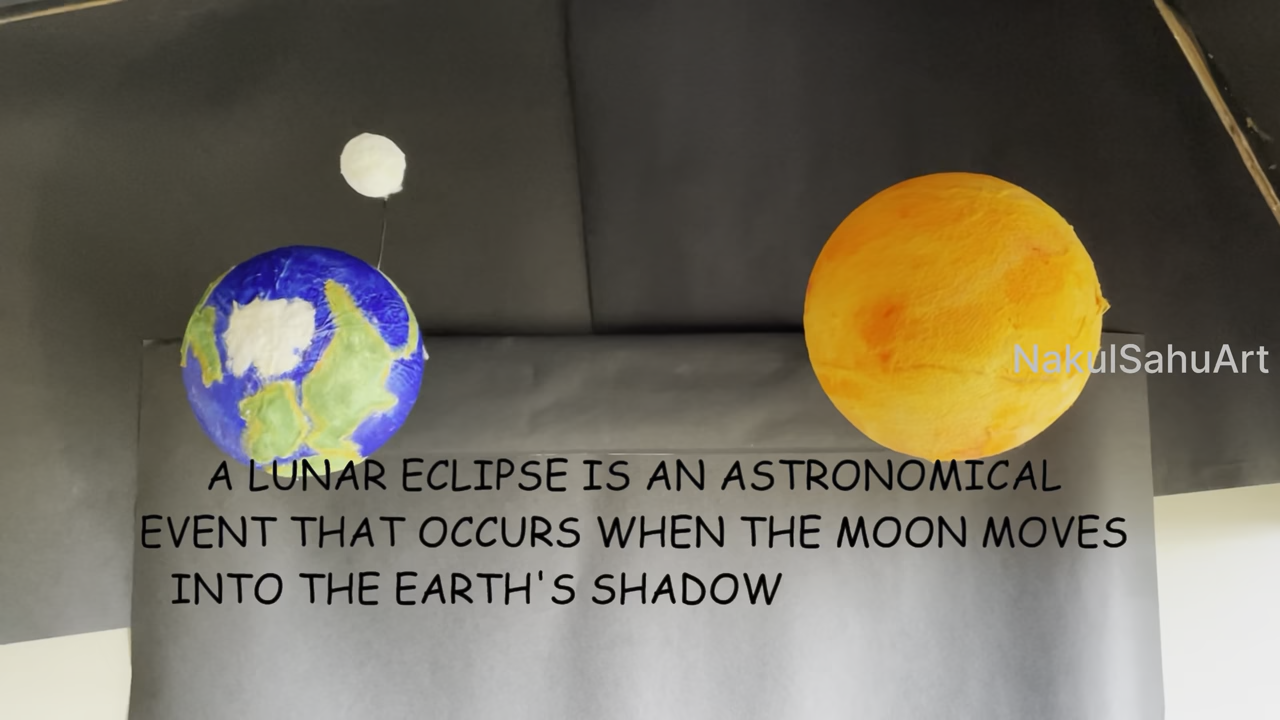 NakulSahuArt
A LUNAR ECLIPSE IS AN ASTRONOMICAL
EVENT THAT OCCURS WHEN THE MOON MOVES
INTO THE EARTH'S SHADOW